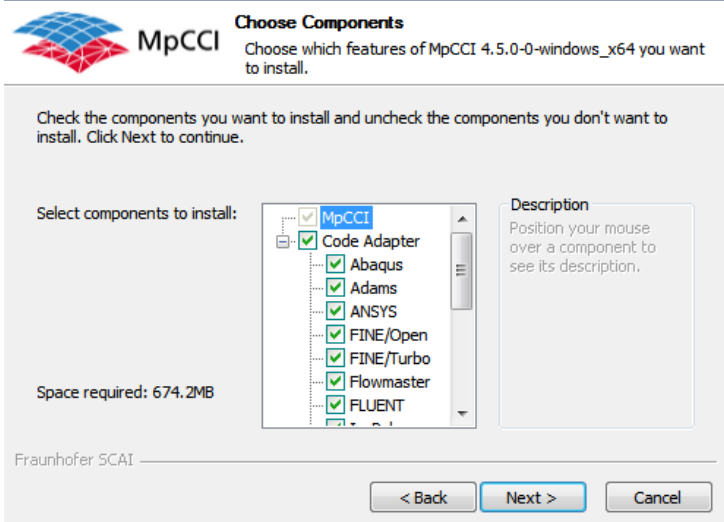 MpCCI
Choose Components
Choose which features of MpCCI 4.5.0-0-windows_x64 you want
to install.
Check the components you want to install and uncheck the components you don't want to
install. Click Next to continue.
Select components to install:
MpCCI
Code Adapter
Abaqus
Adams
ANSYS
FINE/Open
FINE/Turbo
Flowmaster
FLUENT
Description
Position your mouse
over a component to
see its description.
Space required: 674.2MB
Fraunhofer SCAI
< Back
Next >
Cancel